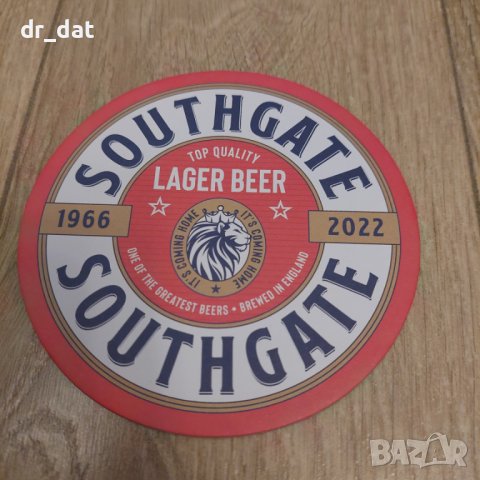 dr_dat
SOUTHGATE
TOP QUALITY
LAGER BEER
1966
2022
IT'S COMING HOME
IT'S COMING HOME
ONE OF THE GREATEST BEERS • BREWED IN ENGLAND
SOUTHGATE
BAZAR